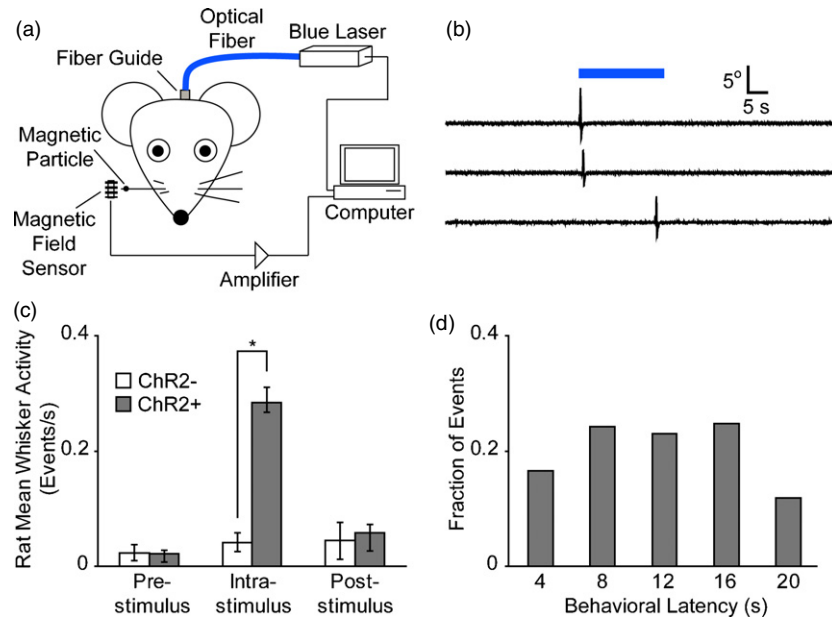 (a)
Optical
Fiber
Blue Laser
Fiber Guide
Magnetic
Particle
Magnetic
Field
Sensor
Computer
Amplifier
(b)
5°
5 s
(c)
Rat Mean Whisker Activity
(Events/s)
0.4
0.2
0
ChR2-
ChR2+
*
Pre-
stimulus
Intra-
stimulus
Post-
stimulus
(d)
Fraction of Events
0.4
0.2
0
4 8 12 16 20
Behavioral Latency (s)